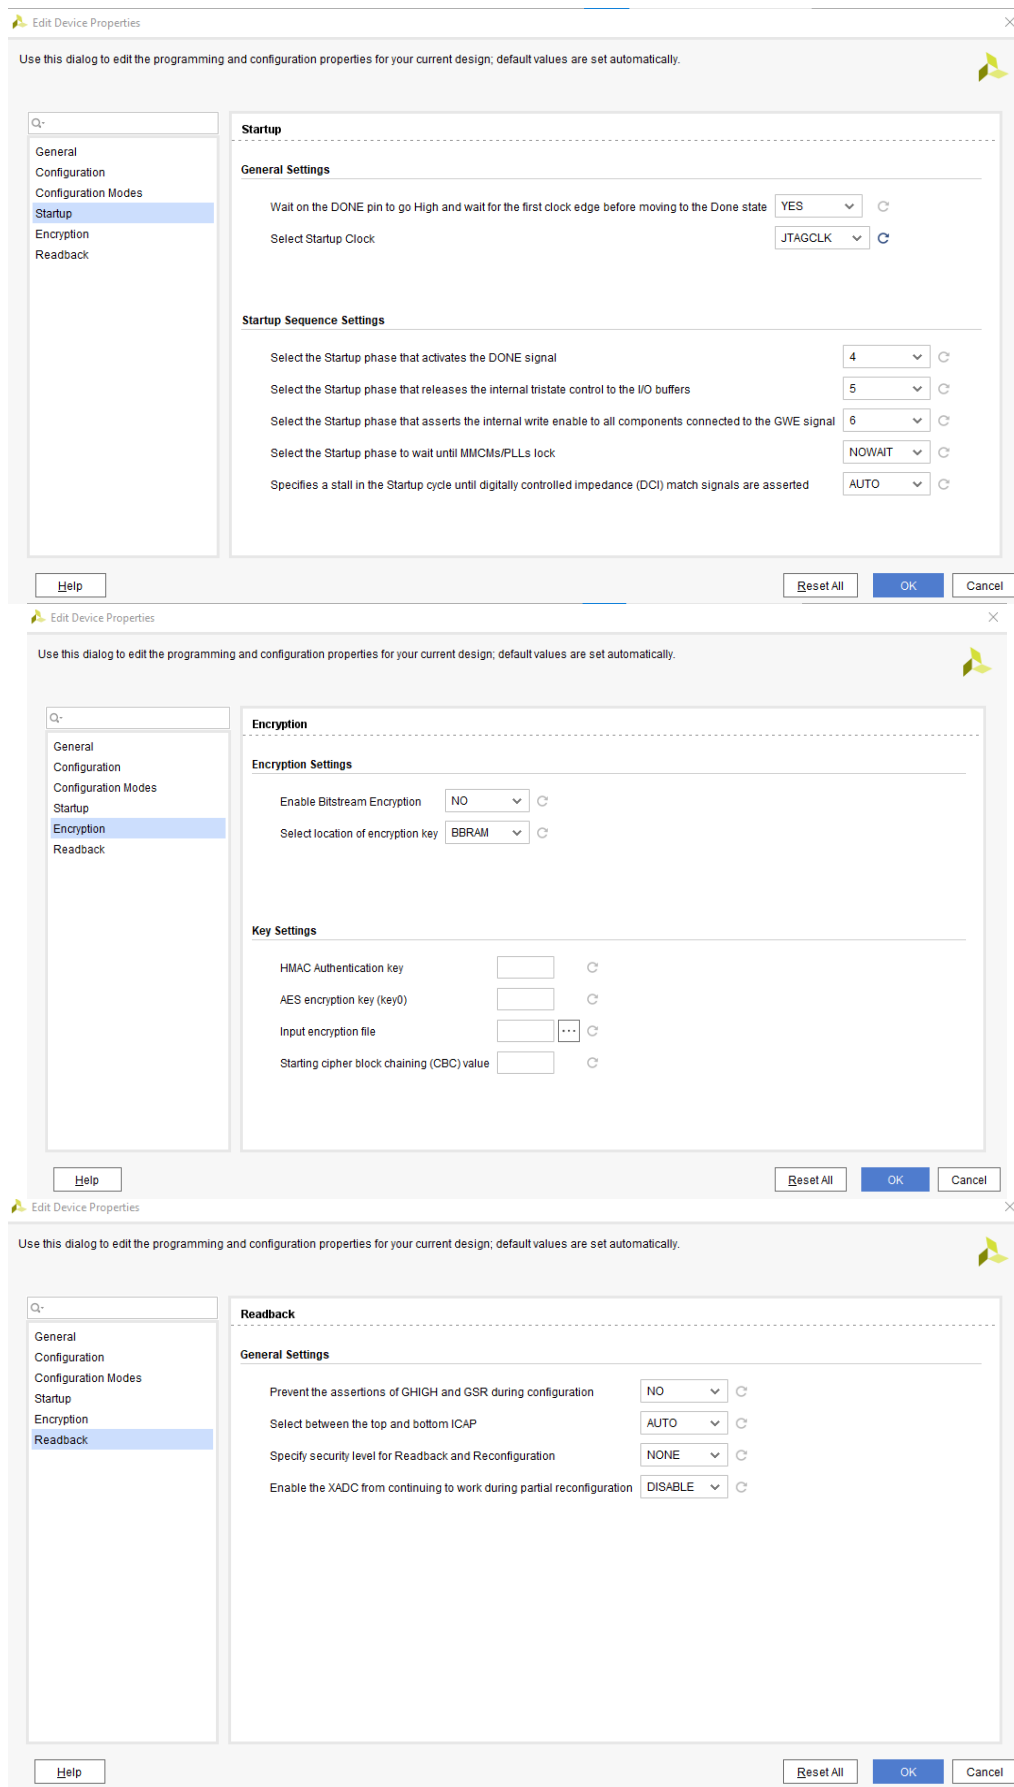 Edit Device Properties
Use this dialog to edit the programming and configuration properties for your current design; default values are set automatically.
General
Configuration
Configuration Modes
Startup
Encryption
Readback
Startup
General Settings
Wait on the DONE pin to go High and wait for the first clock edge before moving to the Done state YES
Select Startup Clock JTAGCLK
Startup Sequence Settings
Select the Startup phase that activates the DONE signal 4
Select the Startup phase that releases the internal tristate control to the I/O buffers 5
Select the Startup phase that asserts the internal write enable to all components connected to the GWE signal 6
Select the Startup phase to wait until MMCMs/PLLs lock NOWAIT
Specifies a stall in the Startup cycle until digitally controlled impedance (DCI) match signals are asserted AUTO
Help Reset All OK Cancel
Edit Device Properties
Use this dialog to edit the programming and configuration properties for your current design; default values are set automatically.
General
Configuration
Configuration Modes
Startup
Encryption
Readback
Encryption
Encryption Settings
Enable Bitstream Encryption NO
Select location of encryption key BBRAM
Key Settings
HMAC Authentication key
AES encryption key (key0)
Input encryption file ...
Starting cipher block chaining (CBC) value
Help Reset All OK Cancel
Edit Device Properties
Use this dialog to edit the programming and configuration properties for your current design; default values are set automatically.
General
Configuration
Configuration Modes
Startup
Encryption
Readback
Readback
General Settings
Prevent the assertions of GHIGH and GSR during configuration NO
Select between the top and bottom ICAP AUTO
Specify security level for Readback and Reconfiguration NONE
Enable the XADC from continuing to work during partial reconfiguration DISABLE
Help Reset All OK Cancel